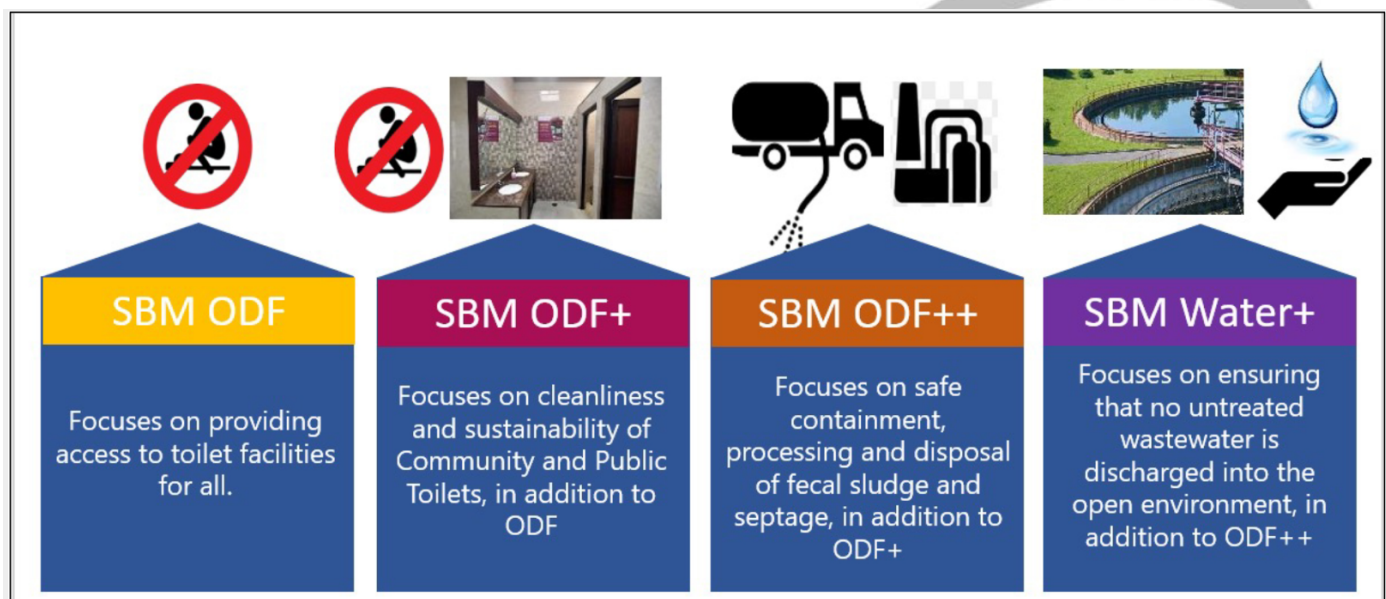 SBM ODF
Focuses on providing
access to toilet facilities
for all.
SBM ODF+
Focuses on cleanliness
and sustainability of
Community and Public
Toilets, in addition to
ODF
SBM ODF++
Focuses on safe
containment,
processing and disposal
of fecal sludge and
septage, in addition to
ODF+
SBM Water+
Focuses on ensuring
that no untreated
wastewater is
discharged into the
open environment, in
addition to ODF++